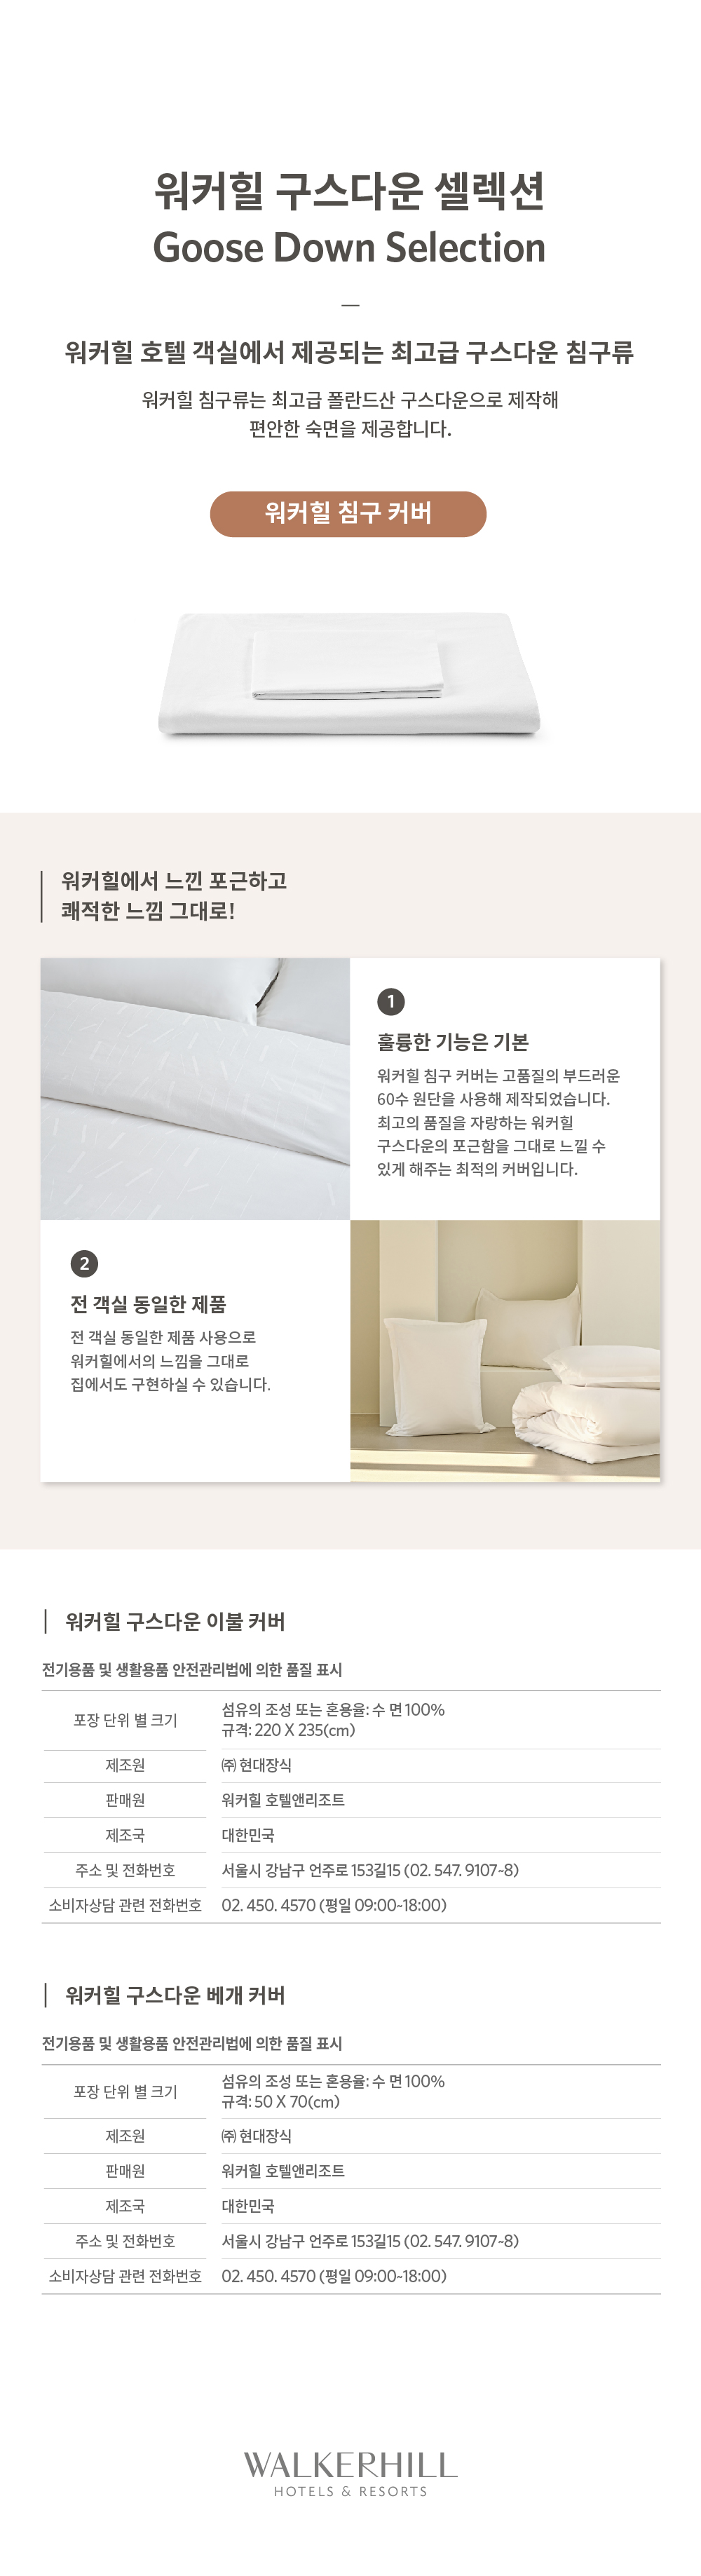 워커힐 구스다운 셀렉션
Goose Down Selection
워커힐 호텔 객실에서 제공되는 최고급 구스다운 침구류
워커힐 침구류는 최고급 폴란드산 구스다운으로 제작해
편안한 숙면을 제공합니다.
워커힐 침구 커버
워커힐에서 느낀 포근하고
쾌적한 느낌 그대로!
1
훌륭한 기능은 기본
워커힐 침구 커버는 고품질의 부드러운
60수 원단을 사용해 제작되었습니다.
최고의 품질을 자랑하는 워커힐
구스다운의 포근함을 그대로 느낄 수
있게 해주는 최적의 커버입니다.
2
전 객실 동일한 제품
전 객실 동일한 제품 사용으로
워커힐에서의 느낌을 그대로
집에서도 구현하실 수 있습니다.
워커힐 구스다운 이불 커버
전기용품 및 생활용품 안전관리법에 의한 품질 표시
포장 단위 별 크기
섬유의 조성 또는 혼용율: 수 면 100%
규격: 220 X 235(cm)
제조원
㈜ 현대장식
판매원
워커힐 호텔앤리조트
제조국
대한민국
주소 및 전화번호
서울시 강남구 언주로 153길15 (02. 547. 9107~8)
소비자상담 관련 전화번호
02. 450. 4570 (평일 09:00~18:00)
워커힐 구스다운 베개 커버
전기용품 및 생활용품 안전관리법에 의한 품질 표시
포장 단위 별 크기
섬유의 조성 또는 혼용율: 수 면 100%
규격: 50 X 70(cm)
제조원
㈜ 현대장식
판매원
워커힐 호텔앤리조트
제조국
대한민국
주소 및 전화번호
서울시 강남구 언주로 153길15 (02. 547. 9107~8)
소비자상담 관련 전화번호
02. 450. 4570 (평일 09:00~18:00)
WALKERHILL
HOTELS & RESORTS